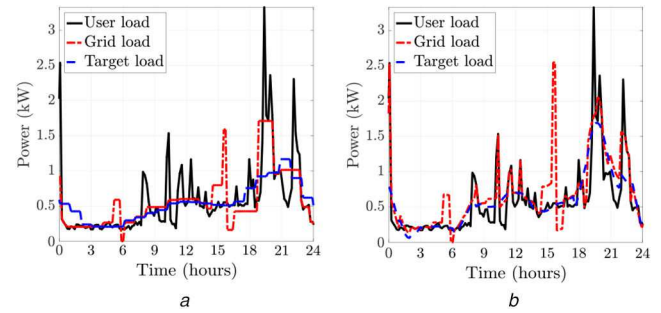 User load
Grid load
Target load
Power (kW)
3
2.5
2
1.5
1
0.5
0
0 3 6 9 12 15 18 21 24
Time (hours)
a
User load
Grid load
Target load
Power (kW)
3
2.5
2
1.5
1
0.5
0
0 3 6 9 12 15 18 21 24
Time (hours)
b